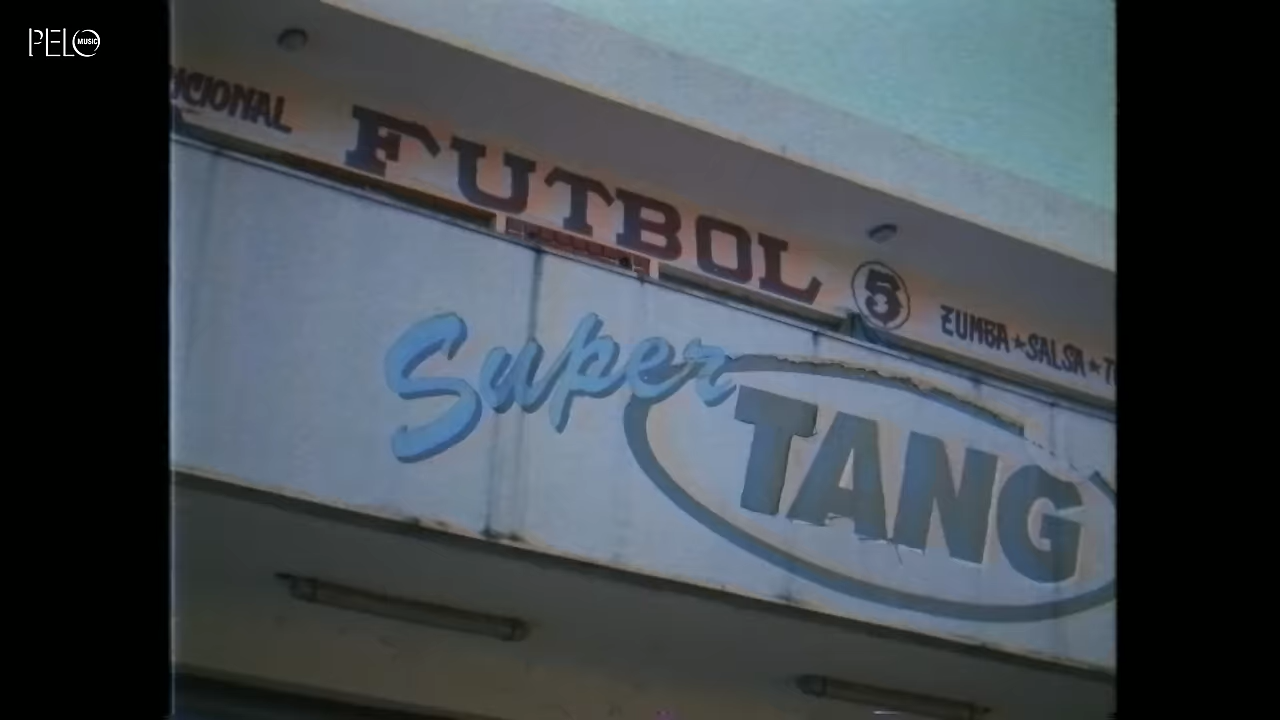 PELO MUSIC
FUTBOL 5
ZUMBA★SALSA★
Super
TANG